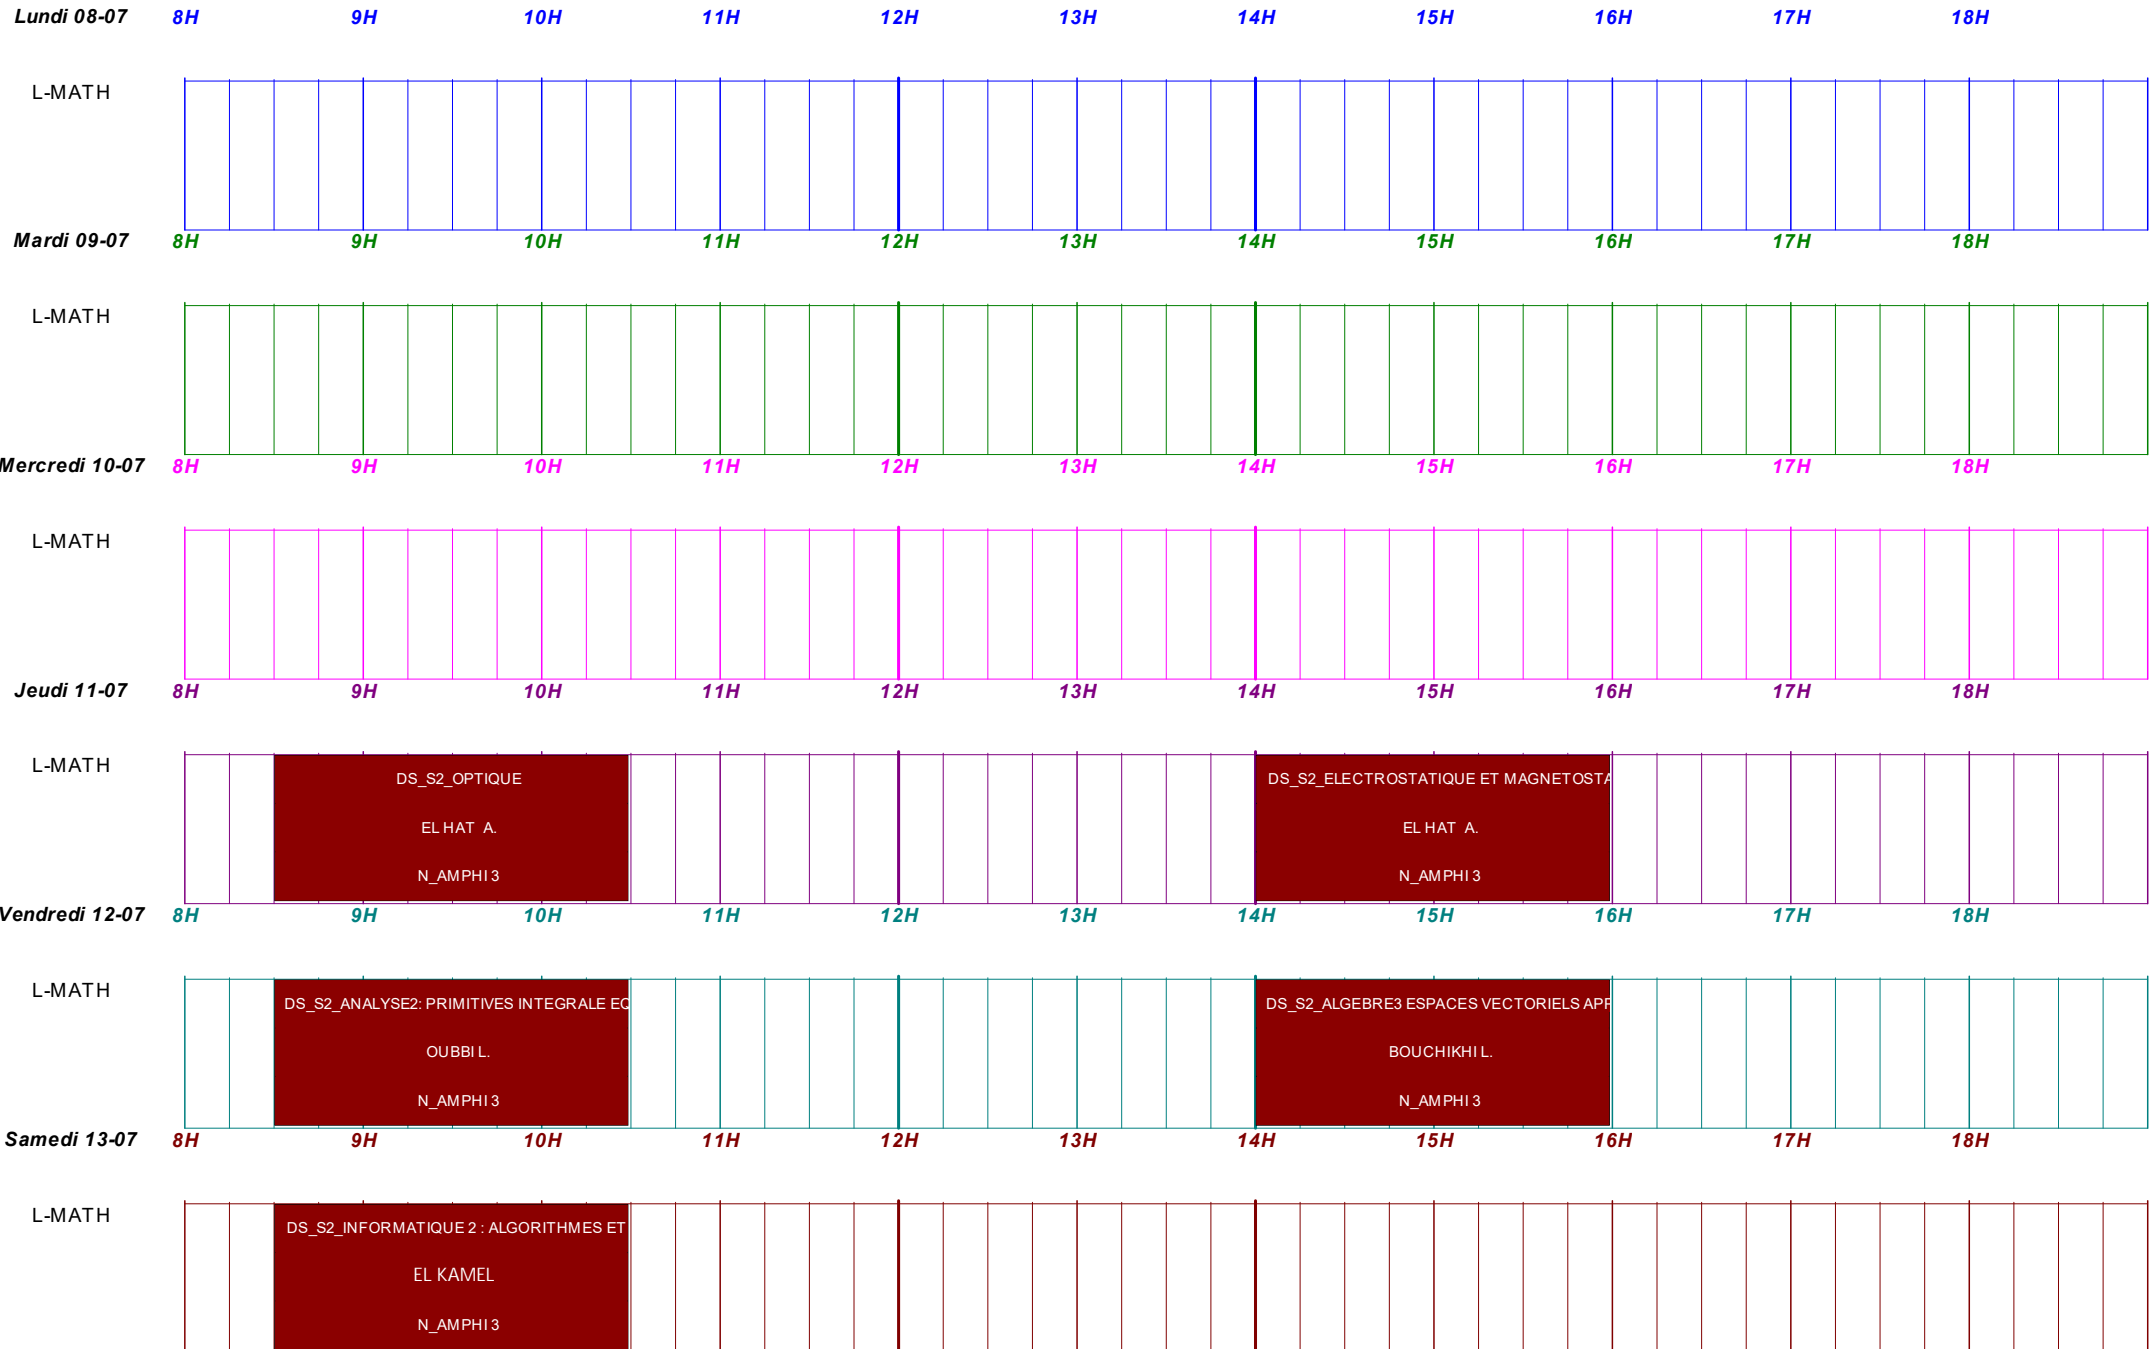 Lundi 08-07 8H 9H 10H 11H 12H 13H 14H 15H 16H 17H 18H
L-MATH
Mardi 09-07 8H 9H 10H 11H 12H 13H 14H 15H 16H 17H 18H
L-MATH
Mercredi 10-07 8H 9H 10H 11H 12H 13H 14H 15H 16H 17H 18H
L-MATH
Jeudi 11-07 8H 9H 10H 11H 12H 13H 14H 15H 16H 17H 18H
L-MATH
DS_S2_OPTIQUE
EL HAT A.
N_AMPHI 3
DS_S2_ELECTROSTATIQUE ET MAGNETOSTA
EL HAT A.
N_AMPHI 3
Vendredi 12-07 8H 9H 10H 11H 12H 13H 14H 15H 16H 17H 18H
L-MATH
DS_S2_ANALYSE2: PRIMITIVES INTEGRALE EQ
OUBBI L.
N_AMPHI 3
DS_S2_ALGEBRE3 ESPACES VECTORIELS APP
BOUCHIKHI L.
N_AMPHI 3
Samedi 13-07 8H 9H 10H 11H 12H 13H 14H 15H 16H 17H 18H
L-MATH
DS_S2_INFORMATIQUE 2 : ALGORITHMES ET
EL KAMEL
N_AMPHI 3